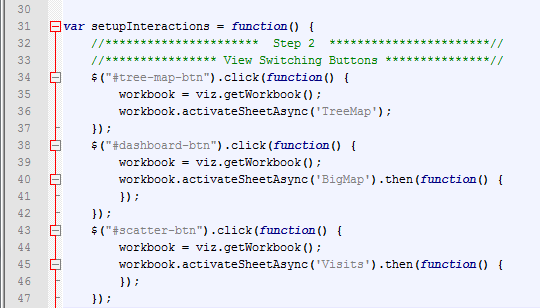 30
31 var setupInteractions = function() {
32 //********************** Step 2 ***********************//
33 //**************** View Switching Buttons ***************//
34 $("#tree-map-btn").click(function() {
35 workbook = viz.getWorkbook();
36 workbook.activateSheetAsync('TreeMap');
37 });
38 $("#dashboard-btn").click(function() {
39 workbook = viz.getWorkbook();
40 workbook.activateSheetAsync('BigMap').then(function() {
41 });
42 });
43 $("#scatter-btn").click(function() {
44 workbook = viz.getWorkbook();
45 workbook.activateSheetAsync('Visits').then(function() {
46 });
47 });